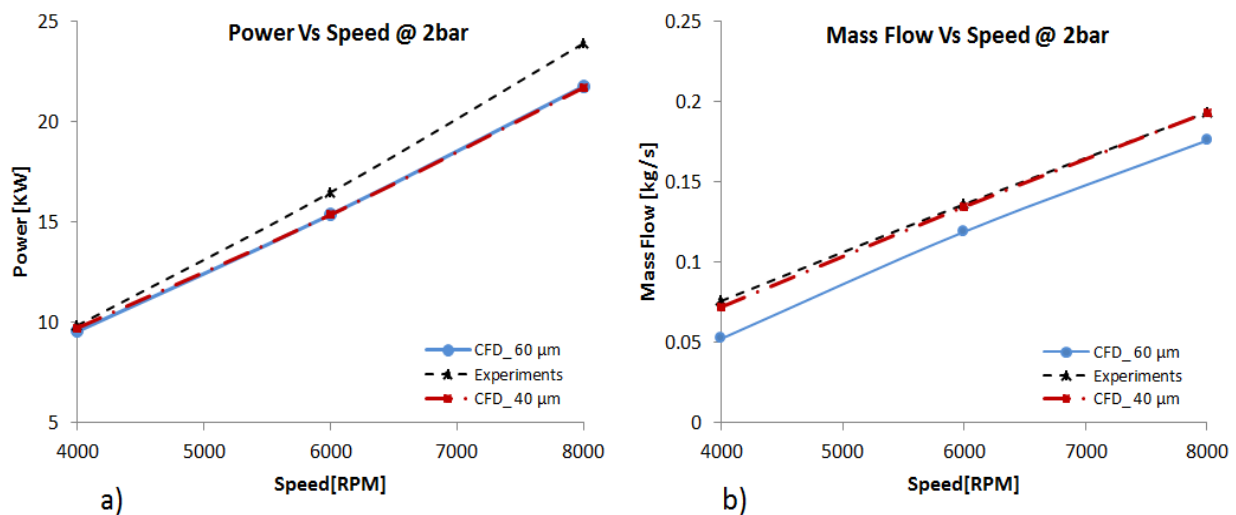 Power Vs Speed @ 2bar
25
20
15
10
5
Power [KW]
4000 5000 6000 7000 8000
Speed[RPM]
CFD_ 60 µm
Experiments
CFD_ 40 µm
a)
Mass Flow Vs Speed @ 2bar
0.25
0.2
0.15
0.1
0.05
0
Mass Flow [kg/s]
4000 5000 6000 7000 8000
Speed[RPM]
CFD_ 60 µm
Experiments
CFD_ 40 µm
b)